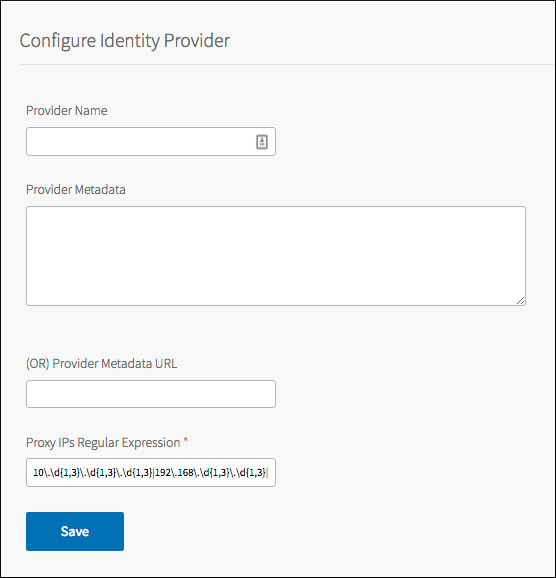 Configure Identity Provider
Provider Name
Provider Metadata
(OR) Provider Metadata URL
Proxy IPs Regular Expression *
10\.\d{1,3}\.\d{1,3}\.\d{1,3}|192\.168\.\d{1,3}\.\d{1,3}|
Save